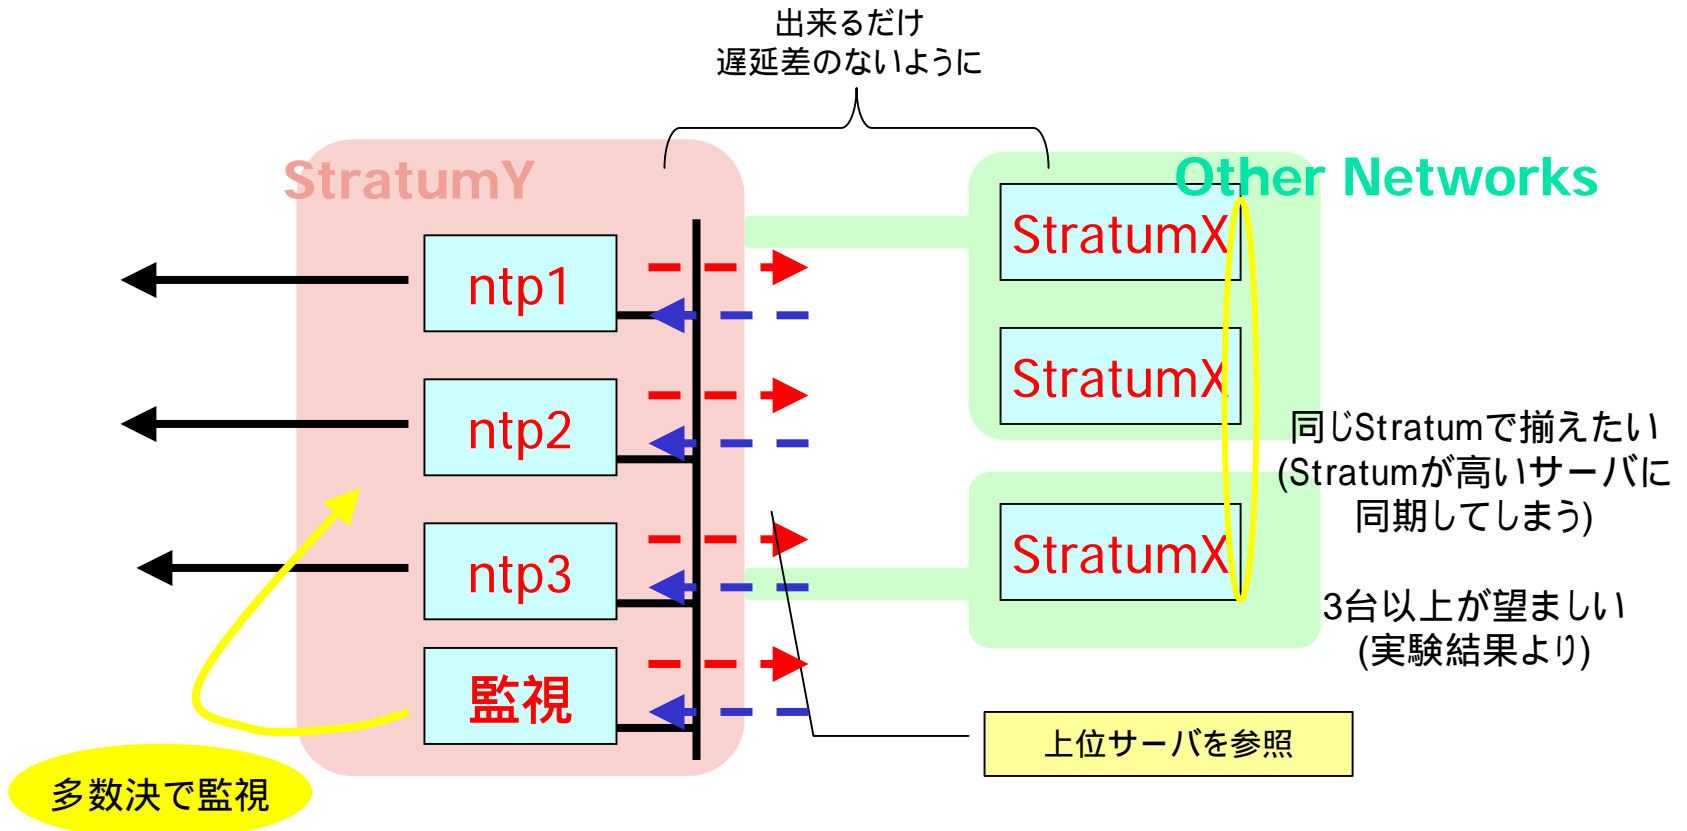 出来るだけ
遅延差のないように
StratumY
Other Networks
ntp1
ntp2
ntp3
監視
StratumX
StratumX
StratumX
同じStratumで揃えたい
(Stratumが高いサーバに
同期してしまう)
3台以上が望ましい
(実験結果より)
上位サーバを参照
多数決で監視